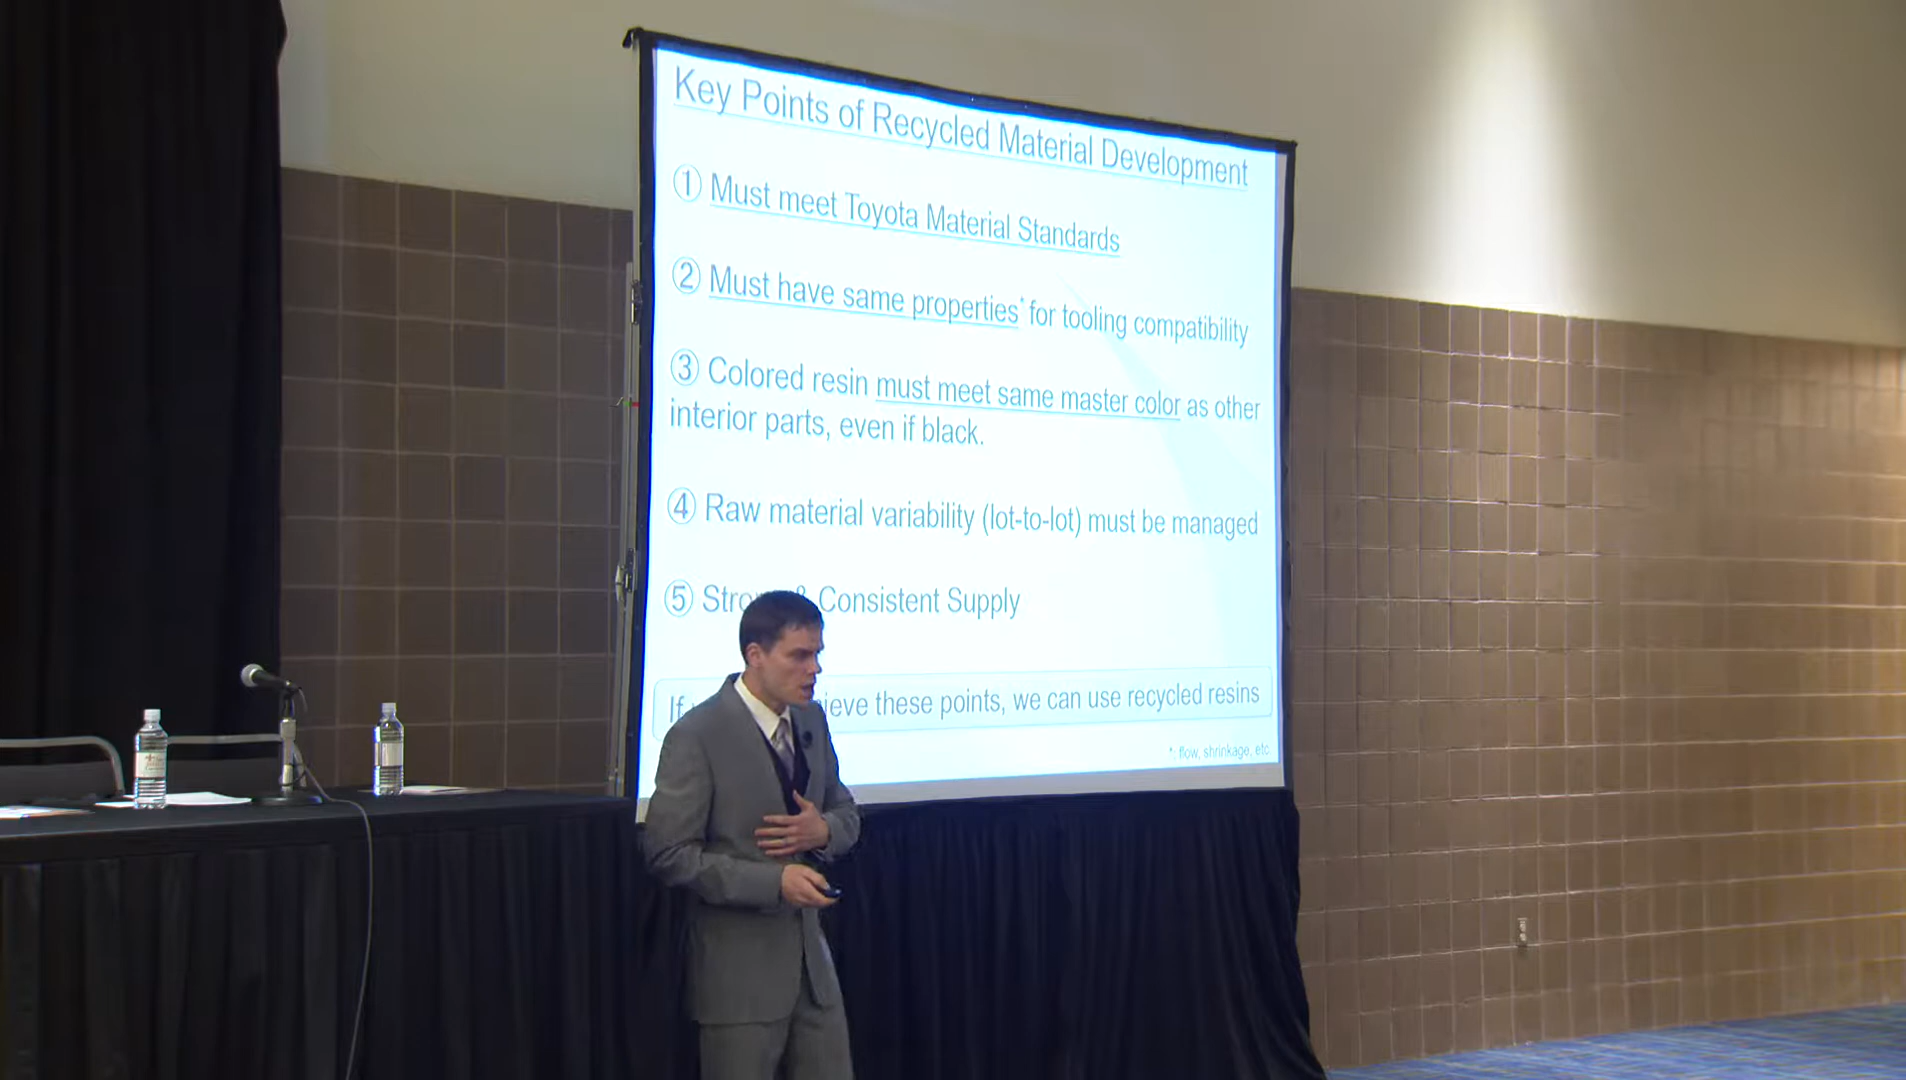 Key Points of Recycled Material Development
① Must meet Toyota Material Standards
② Must have same properties* for tooling compatibility
③ Colored resin must meet same master color as other
interior parts, even if black.
④ Raw material variability (lot-to-lot) must be managed
⑤ & Consistent Supply
If these points, we can use recycled resins
*: flow, shrinkage, etc